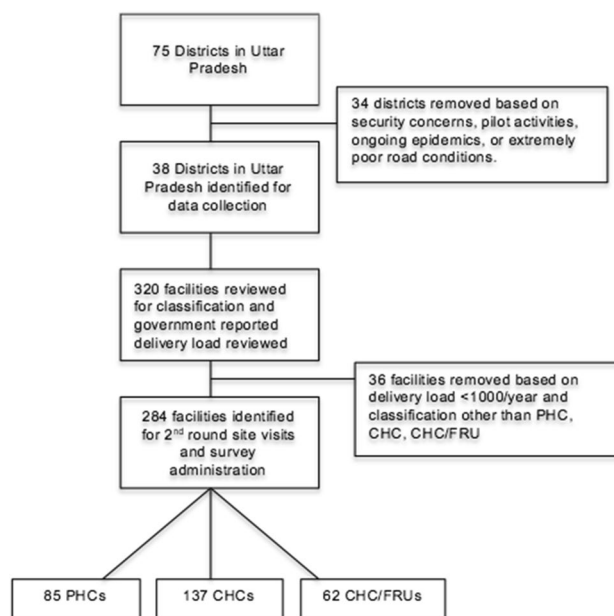 75 Districts in Uttar
Pradesh
34 districts removed based on
security concerns, pilot activities,
ongoing epidemics, or extremely
poor road conditions.
38 Districts in Uttar
Pradesh identified for
data collection
320 facilities reviewed
for classification and
government reported
delivery load reviewed
36 facilities removed based on
delivery load <1000/year and
classification other than PHC,
CHC, CHC/FRU
284 facilities identified
for 2nd round site visits
and survey
administration
85 PHCs
137 CHCs
62 CHC/FRUs